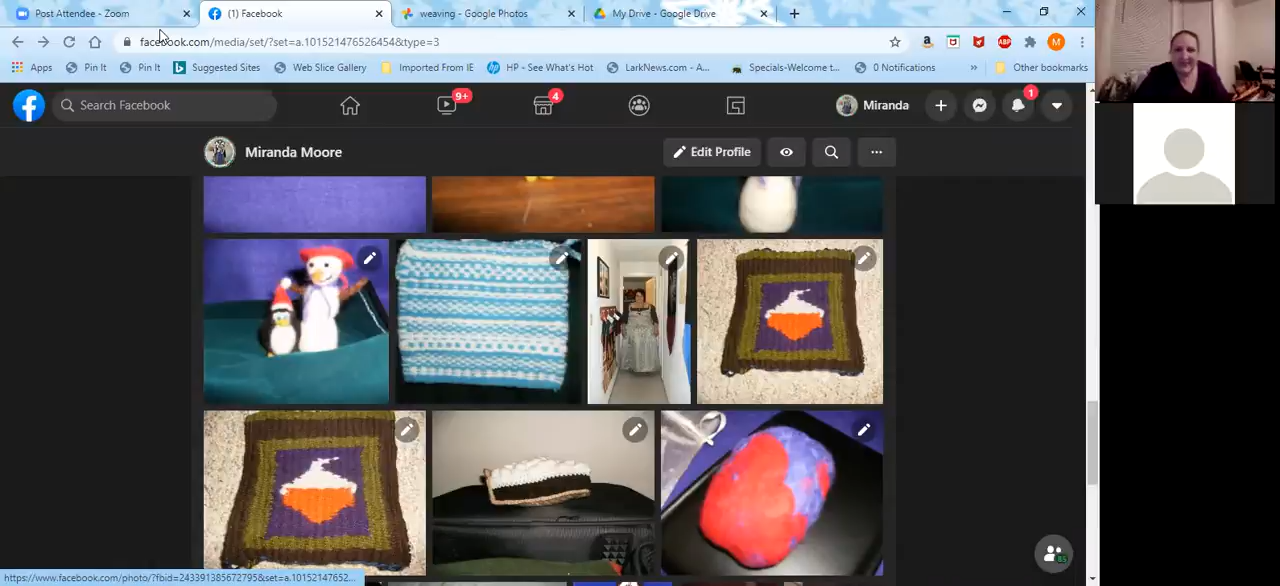 Post Attendee - Zoom
(1) Facebook
weaving - Google Photos
My Drive - Google Drive
facebook.com/media/set/?set=a.101521476526454&type=3
Apps
Pin It
Pin It
Suggested Sites
Web Slice Gallery
Imported From IE
HP - See What's Hot
LarkNews.com - A...
Specials-Welcome t...
0 Notifications
»
Other bookmarks
ABP
M
Search Facebook
9+
4
Miranda
1
Miranda Moore
Edit Profile
https://www.facebook.com/photo/?fbid=243391385672795&set=a.10152147652...